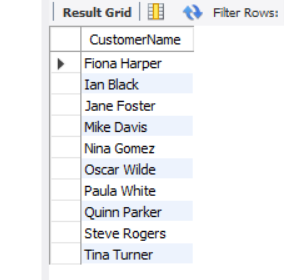 Result Grid Filter Rows:
CustomerName
Fiona Harper
Ian Black
Jane Foster
Mike Davis
Nina Gomez
Oscar Wilde
Paula White
Quinn Parker
Steve Rogers
Tina Turner